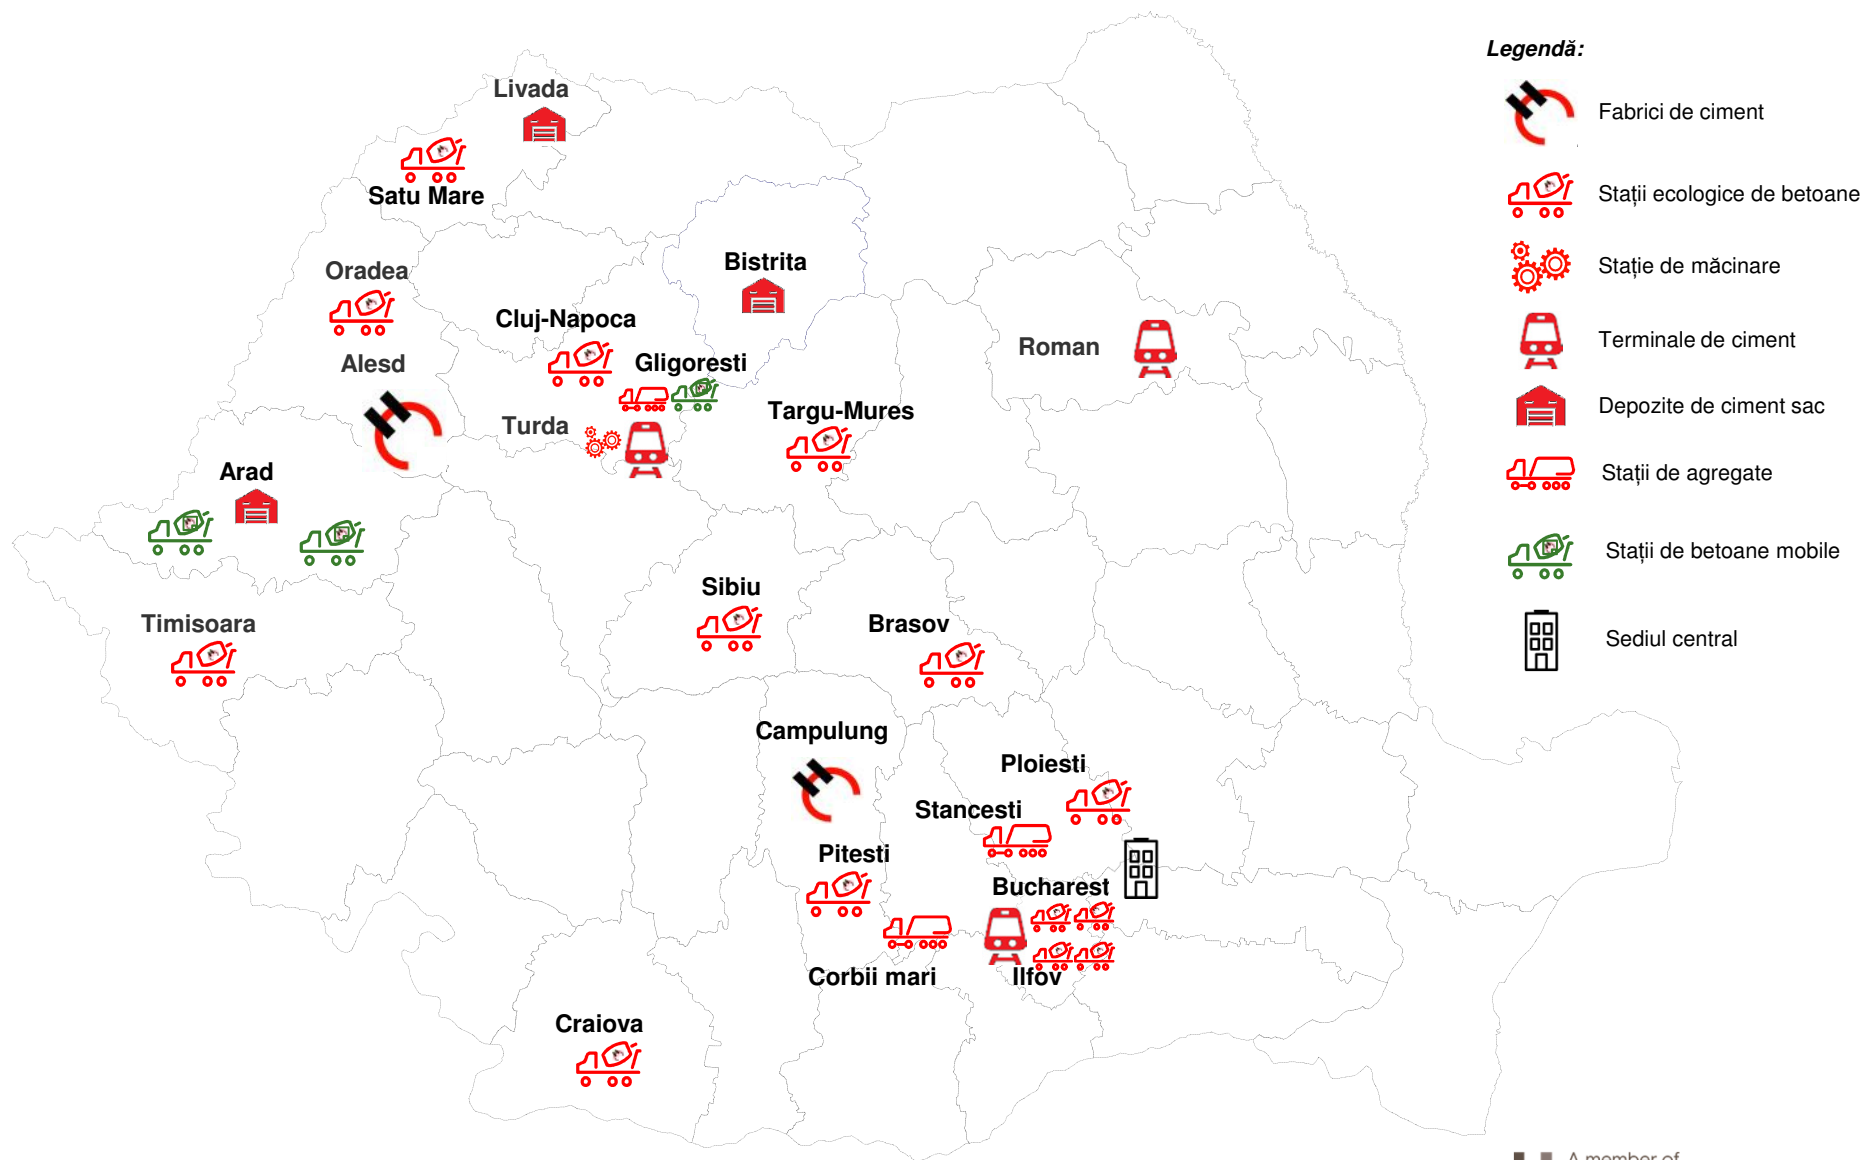 Legendă:
Fabrici de ciment
Stații ecologice de betoane
Stație de măcinare
Terminale de ciment
Depozite de ciment sac
Stații de agregate
Stații de betoane mobile
Sediul central
Livada
Satu Mare
Oradea
Bistrita
Cluj-Napoca
Alesd
Gligoresti
Roman
Turda
Targu-Mures
Arad
Sibiu
Timisoara
Brasov
Campulung
Ploiesti
Stancesti
Pitesti
Bucharest
Corbii mari
Ilfov
Craiova
A member of